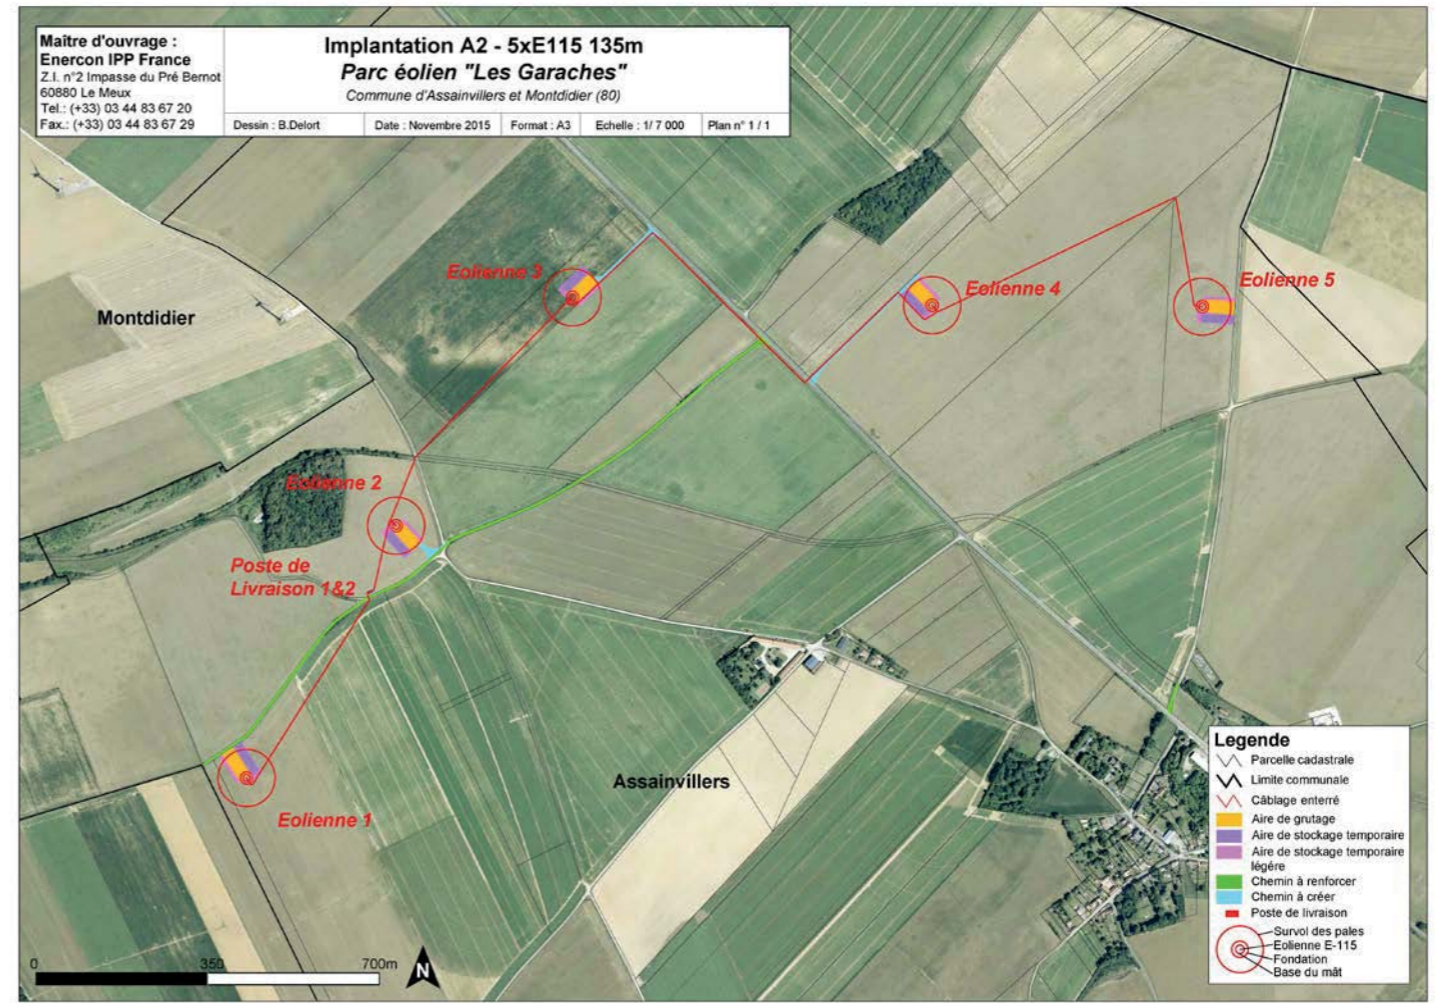 Maître d'ouvrage :
Enercon IPP France
Z.I. n°2 Impasse du Pré Bernot
60880 Le Meux
Tel.: (+33) 03 44 83 67 20
Fax.: (+33) 03 44 83 67 29
Implantation A2 - 5xE115 135m
Parc éolien "Les Garaches"
Commune d'Assainvillers et Montdidier (80)
Dessin : B.Delort
Date : Novembre 2015
Format : A3
Echelle : 1/ 7 000
Plan n° 1 / 1
Eolienne 3
Eolienne 4
Eolienne 5
Montdidier
Eolienne 2
Poste de
Livraison 1&2
Assainvillers
Eolienne 1
Legende
Parcelle cadastrale
Limite communale
Câblage enterré
Aire de grutage
Aire de stockage temporaire
Aire de stockage temporaire
légére
Chemin à renforcer
Chemin à créer
Poste de livraison
Survol des pales
Eolienne E-115
Fondation
Base du mât
0 350 700m
N